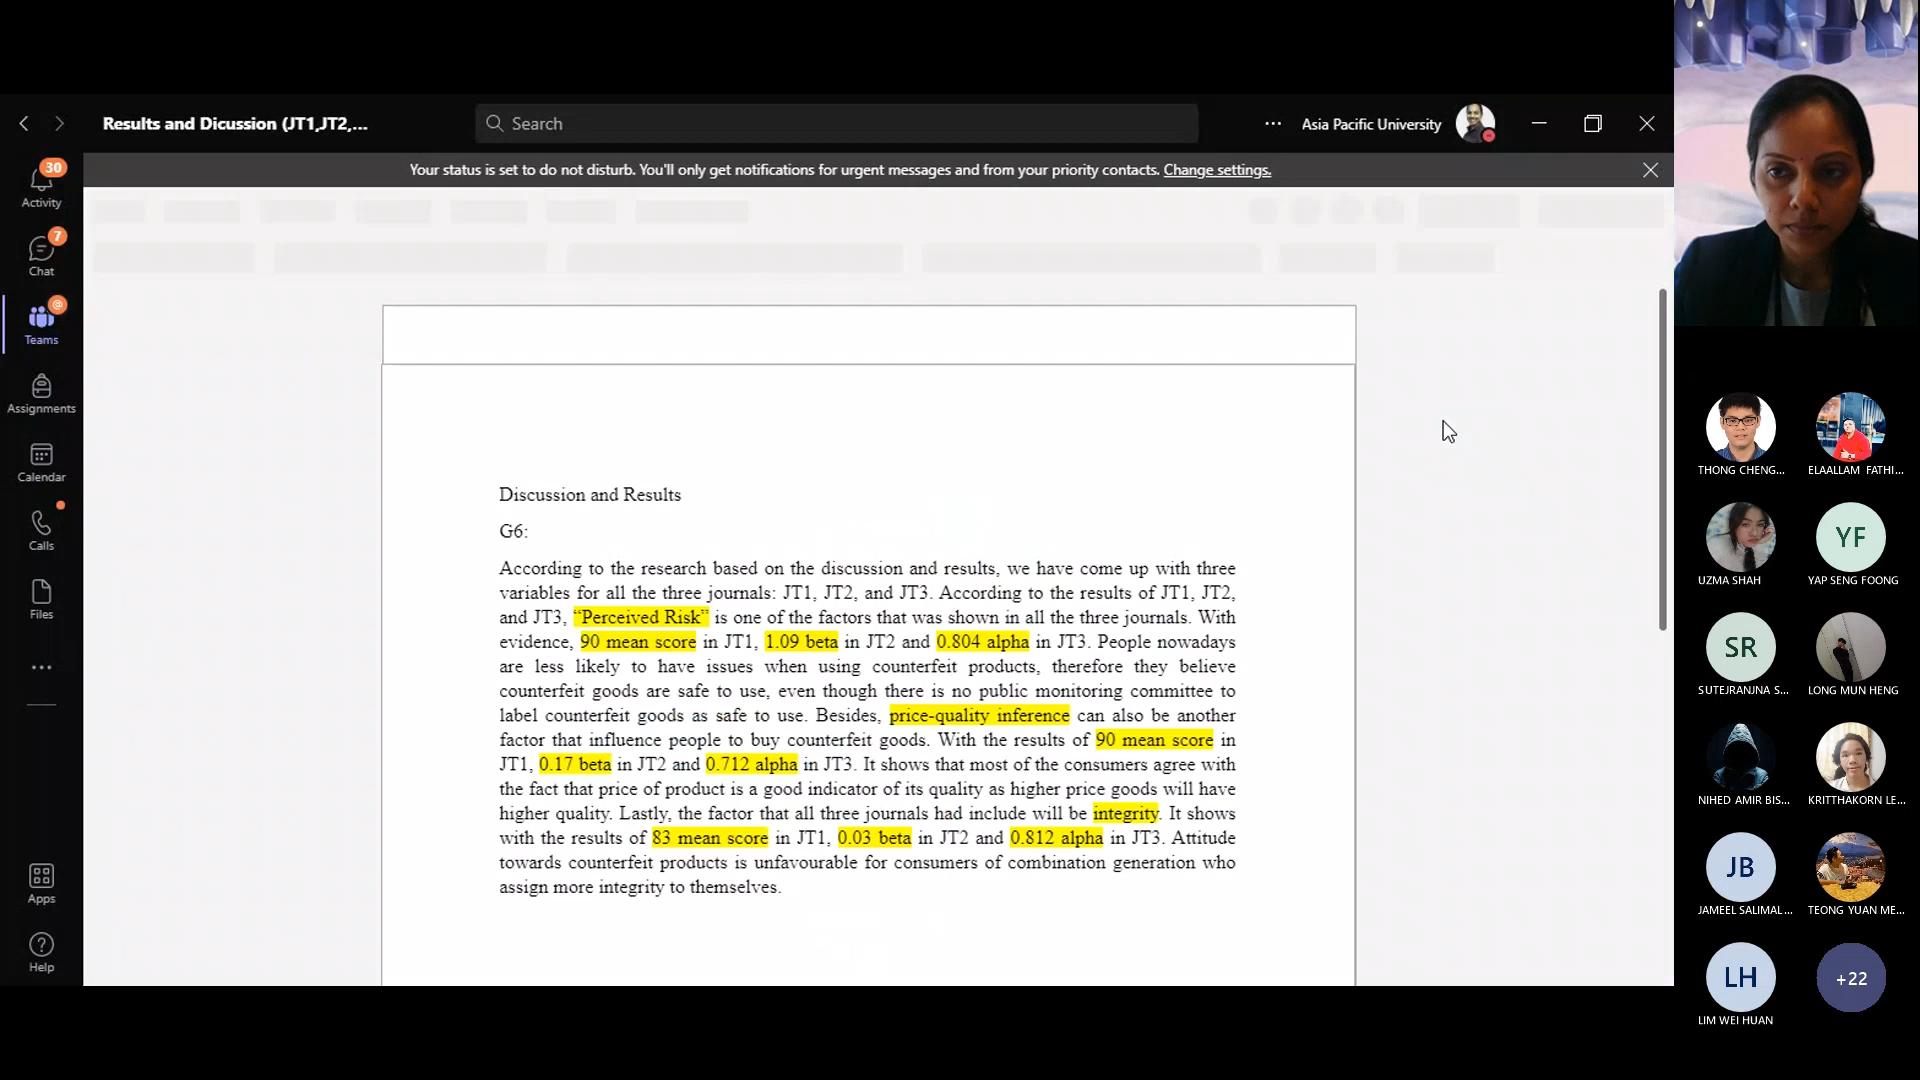 Results and Dicussion (JT1,JT2,...
Search
Asia Pacific University
Your status is set to do not disturb. You'll only get notifications for urgent messages and from your priority contacts. Change settings.
30
Activity
7
Chat
@
Teams
Assignments
Calendar
Calls
Files
Apps
?
Help
Discussion and Results
G6:
According to the research based on the discussion and results, we have come up with three
variables for all the three journals: JT1, JT2, and JT3. According to the results of JT1, JT2,
and JT3, “Perceived Risk” is one of the factors that was shown in all the three journals. With
evidence, 90 mean score in JT1, 1.09 beta in JT2 and 0.804 alpha in JT3. People nowadays
are less likely to have issues when using counterfeit products, therefore they believe
counterfeit goods are safe to use, even though there is no public monitoring committee to
label counterfeit goods as safe to use. Besides, price-quality inference can also be another
factor that influence people to buy counterfeit goods. With the results of 90 mean score in
JT1, 0.17 beta in JT2 and 0.712 alpha in JT3. It shows that most of the consumers agree with
the fact that price of product is a good indicator of its quality as higher price goods will have
higher quality. Lastly, the factor that all three journals had include will be integrity. It shows
with the results of 83 mean score in JT1, 0.03 beta in JT2 and 0.812 alpha in JT3. Attitude
towards counterfeit products is unfavourable for consumers of combination generation who
assign more integrity to themselves.
THONG CHENG...
ELAALLAM FATHI...
UZMA SHAH
YF
YAP SENG FOONG
SR
SUTEJRANJNA S...
LONG MUN HENG
NIHED AMIR BIS...
KRITTHAKORN LE...
JB
JAMEEL SALIMAL...
TEONG YUAN ME...
LH
LIM WEI HUAN
+22